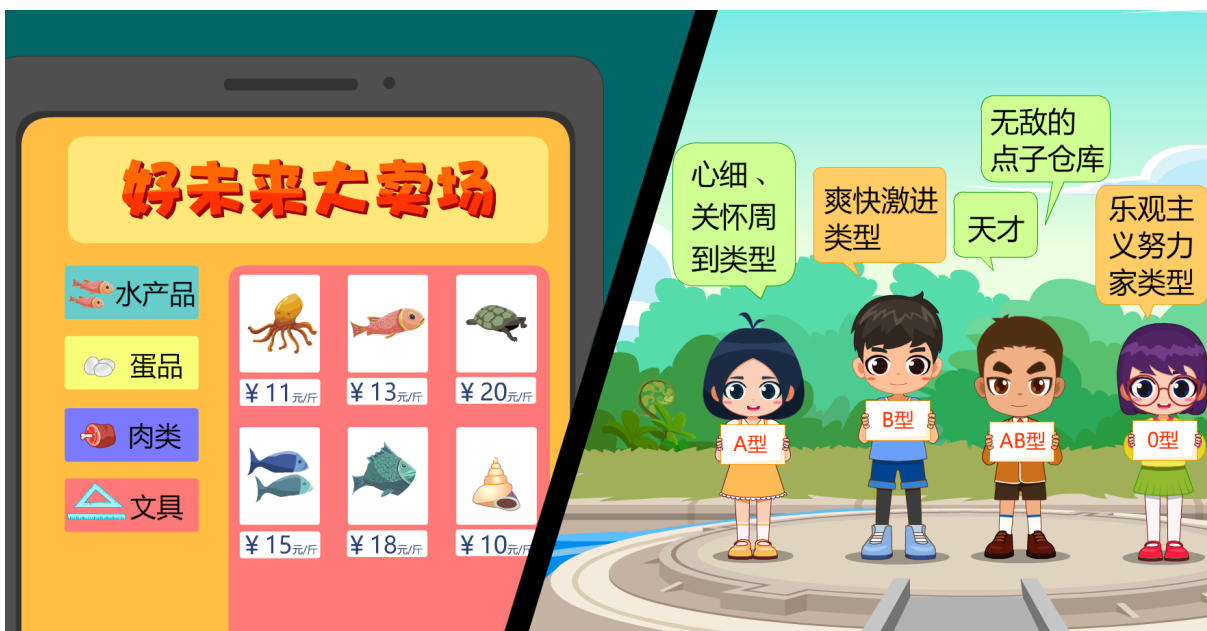 好未来大卖场
水产品
蛋品
肉类
文具
¥11元/斤
¥13元/斤
¥20元/斤
¥15元/斤
¥18元/斤
¥10元/斤
心细、
关怀周
到类型
爽快激进
类型
无敌的
点子仓库
天才
乐观主
义努力
家类型
A型
B型
AB型
O型